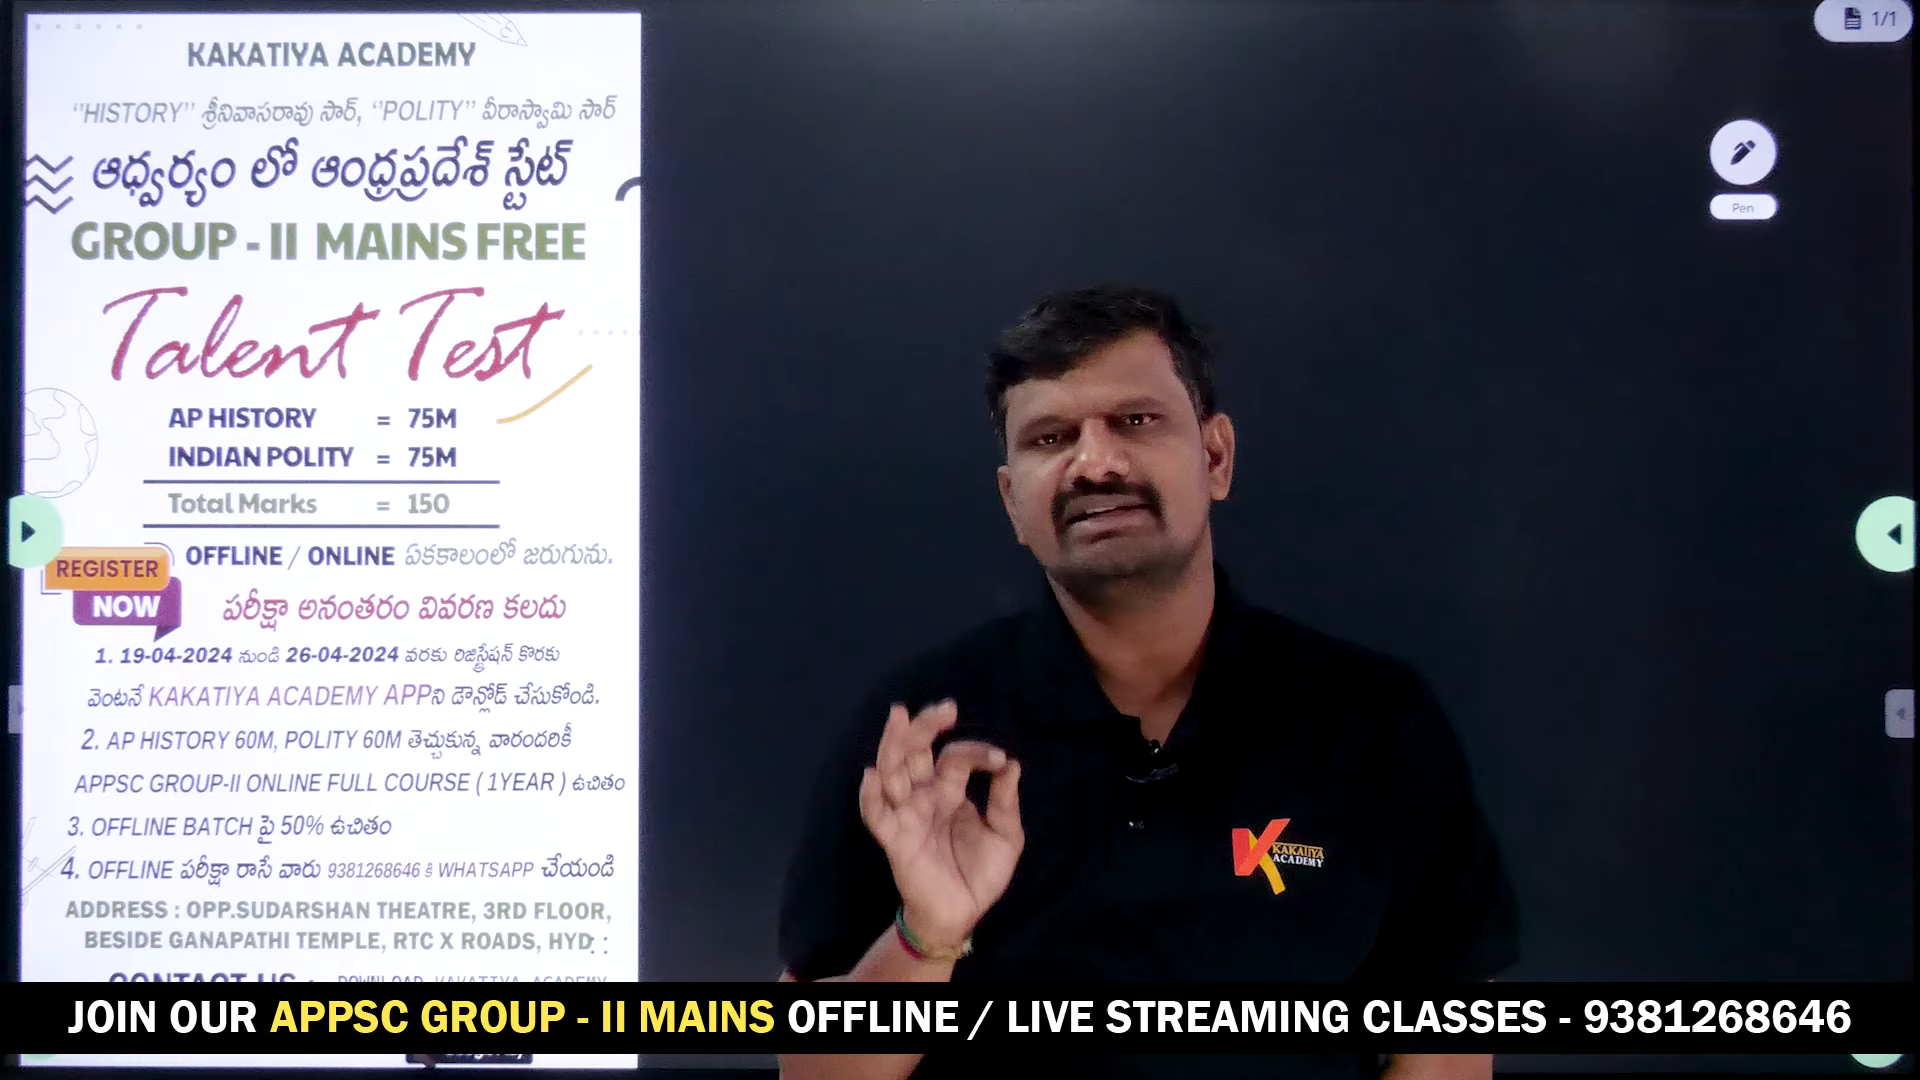 KAKATIYA ACADEMY
"HISTORY" శ్రీనివాసరావు సార్, "POLITY" వీరాస్వామి సార్
ఆధ్వర్యం లో ఆంధ్రప్రదేశ్ స్టేట్
GROUP - II MAINS FREE
Talent Test
AP HISTORY = 75M
INDIAN POLITY = 75M
Total Marks = 150
OFFLINE / ONLINE ఏకకాలంలో జరుగును.
REGISTER
NOW
పరీక్షా అనంతరం వివరణ కలదు
1. 19-04-2024 నుండి 26-04-2024 వరకు రిజిస్ట్రేషన్ కొరకు
వెంటనే KAKATIYA ACADEMY APPని డౌన్లోడ్ చేసుకోండి.
2. AP HISTORY 60M, POLITY 60M తెచ్చుకున్న వారందరికీ
APPSC GROUP-II ONLINE FULL COURSE ( 1YEAR ) ఉచితం
3. OFFLINE BATCH పై 50% ఉచితం
4. OFFLINE పరీక్షా రాసే వారు 9381268646 కి WHATSAPP చేయండి
ADDRESS : OPP.SUDARSHAN THEATRE, 3RD FLOOR,
BESIDE GANAPATHI TEMPLE, RTC X ROADS, HYD
CONTACT US : DOWNLOAD KAKATIYA ACADEMY
1/1
Pen
KAKATIYA
ACADEMY
JOIN OUR APPSC GROUP - II MAINS OFFLINE / LIVE STREAMING CLASSES - 9381268646